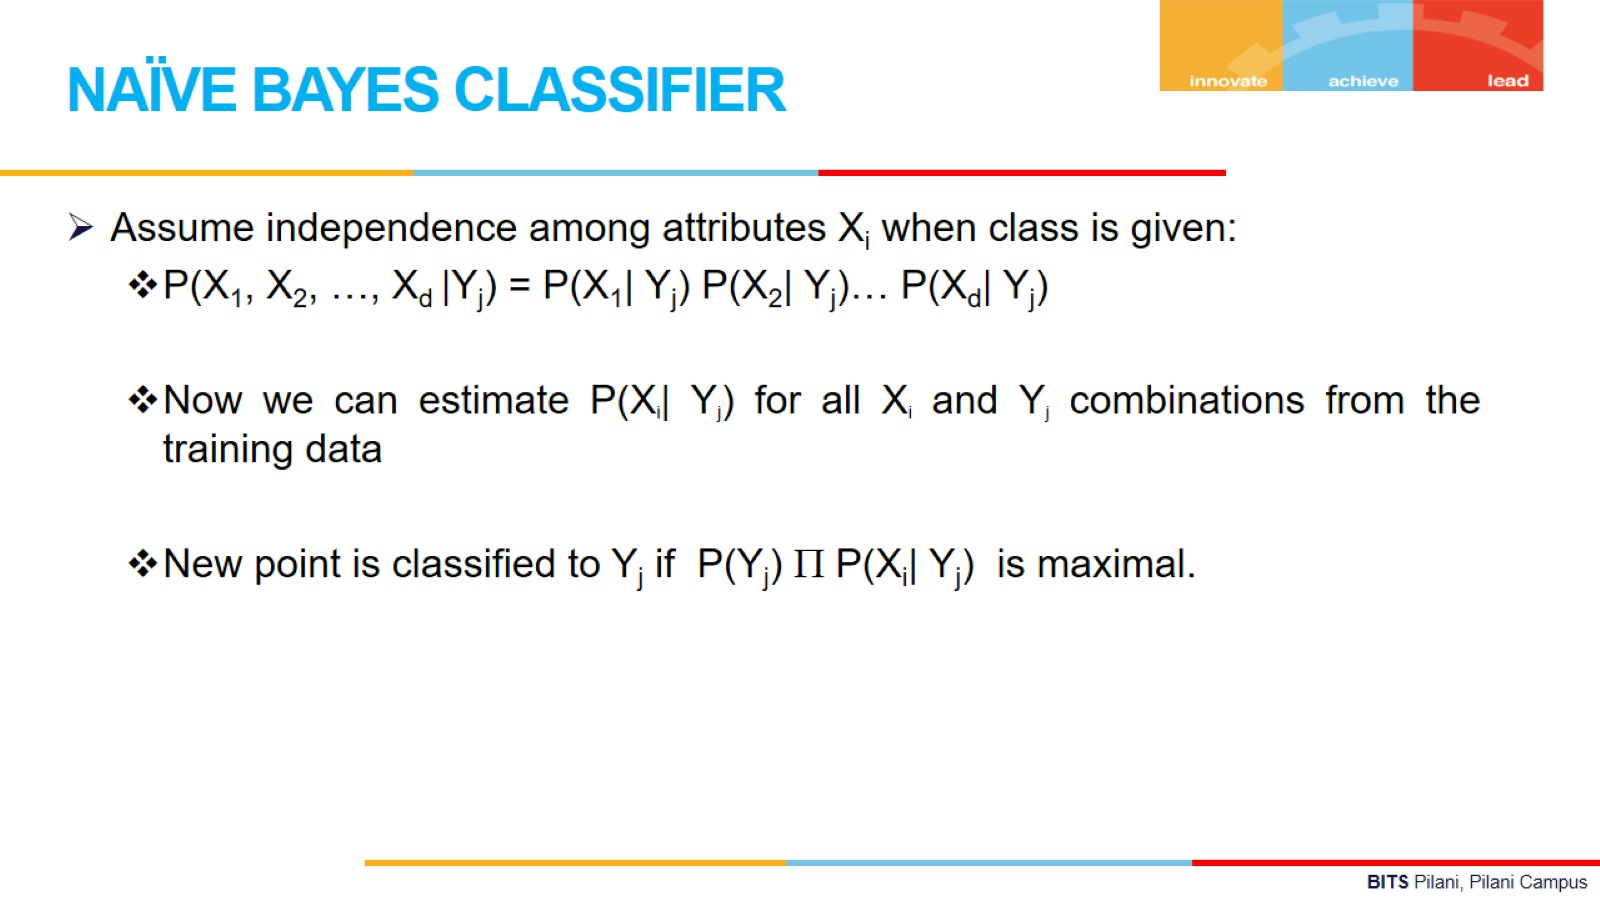 innovate achieve lead
NAÏVE BAYES CLASSIFIER
➢ Assume independence among attributes Xᵢ when class is given:
❖P(X₁, X₂, …, X_d |Yⱼ) = P(X₁| Yⱼ) P(X₂| Yⱼ)… P(X_d| Yⱼ)
❖Now we can estimate P(Xᵢ| Yⱼ) for all Xᵢ and Yⱼ combinations from the
training data
❖New point is classified to Yⱼ if P(Yⱼ) Π P(Xᵢ| Yⱼ) is maximal.
BITS Pilani, Pilani Campus